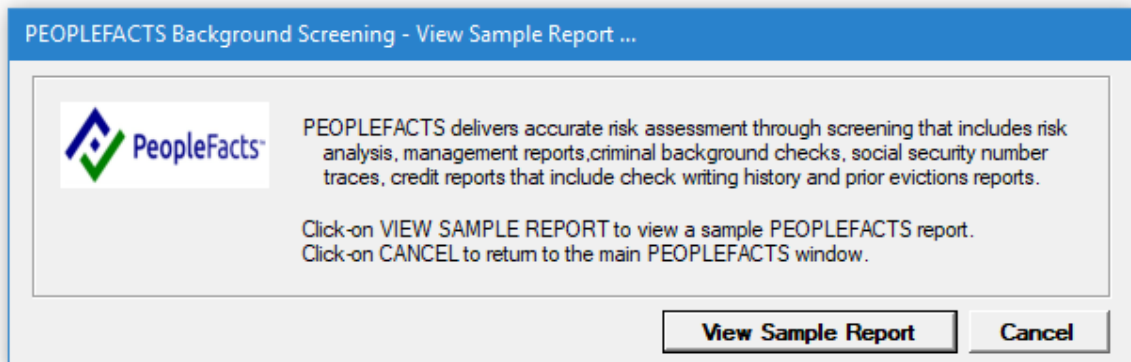 PEOPLEFACTS Background Screening - View Sample Report ...
PeopleFacts™
PEOPLEFACTS delivers accurate risk assessment through screening that includes risk
analysis, management reports,criminal background checks, social security number
traces, credit reports that include check writing history and prior evictions reports.
Click-on VIEW SAMPLE REPORT to view a sample PEOPLEFACTS report.
Click-on CANCEL to return to the main PEOPLEFACTS window.
View Sample Report
Cancel